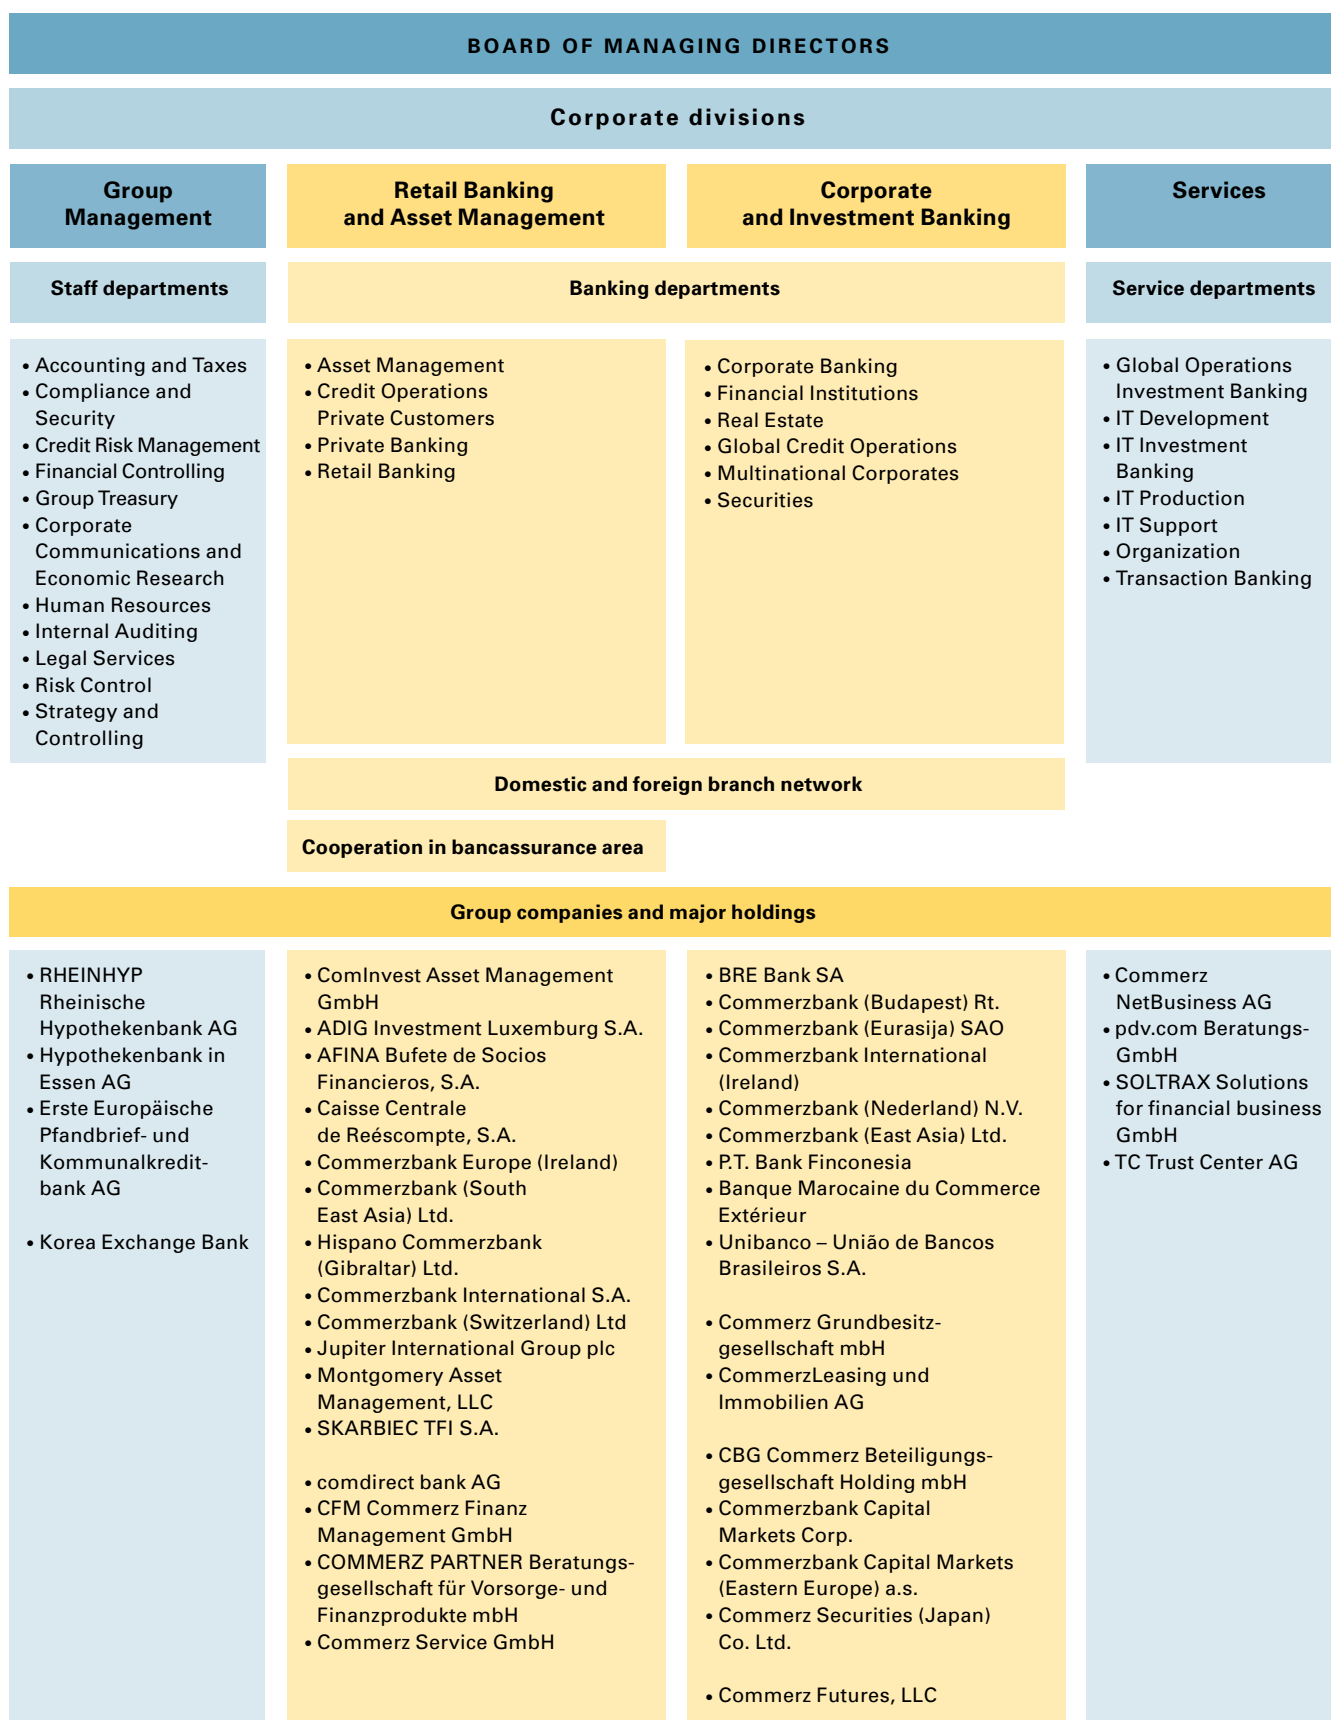 BOARD OF MANAGING DIRECTORS
Corporate divisions
Group
Management
Retail Banking
and Asset Management
Corporate
and Investment Banking
Services
Staff departments
Banking departments
Service departments
• Accounting and Taxes
• Compliance and
Security
• Credit Risk Management
• Financial Controlling
• Group Treasury
• Corporate
Communications and
Economic Research
• Human Resources
• Internal Auditing
• Legal Services
• Risk Control
• Strategy and
Controlling
• Asset Management
• Credit Operations
Private Customers
• Private Banking
• Retail Banking
• Corporate Banking
• Financial Institutions
• Real Estate
• Global Credit Operations
• Multinational Corporates
• Securities
• Global Operations
Investment Banking
• IT Development
• IT Investment
Banking
• IT Production
• IT Support
• Organization
• Transaction Banking
Domestic and foreign branch network
Cooperation in bancassurance area
Group companies and major holdings
• RHEINHYP
Rheinische
Hypothekenbank AG
• Hypothekenbank in
Essen AG
• Erste Europäische
Pfandbrief- und
Kommunalkredit-
bank AG
• Korea Exchange Bank
• ComInvest Asset Management
GmbH
• ADIG Investment Luxemburg S.A.
• AFINA Bufete de Socios
Financieros, S.A.
• Caisse Centrale
de Reéscompte, S.A.
• Commerzbank Europe (Ireland)
• Commerzbank (South
East Asia) Ltd.
• Hispano Commerzbank
(Gibraltar) Ltd.
• Commerzbank International S.A.
• Commerzbank (Switzerland) Ltd
• Jupiter International Group plc
• Montgomery Asset
Management, LLC
• SKARBIEC TFI S.A.
• comdirect bank AG
• CFM Commerz Finanz
Management GmbH
• COMMERZ PARTNER Beratungs-
gesellschaft für Vorsorge- und
Finanzprodukte mbH
• Commerz Service GmbH
• BRE Bank SA
• Commerzbank (Budapest) Rt.
• Commerzbank (Eurasija) SAO
• Commerzbank International
(Ireland)
• Commerzbank (Nederland) N.V.
• Commerzbank (East Asia) Ltd.
• P.T. Bank Finconesia
• Banque Marocaine du Commerce
Extérieur
• Unibanco – União de Bancos
Brasileiros S.A.
• Commerz Grundbesitz-
gesellschaft mbH
• CommerzLeasing und
Immobilien AG
• CBG Commerz Beteiligungs-
gesellschaft Holding mbH
• Commerzbank Capital
Markets Corp.
• Commerzbank Capital Markets
(Eastern Europe) a.s.
• Commerz Securities (Japan)
Co. Ltd.
• Commerz Futures, LLC
• Commerz
NetBusiness AG
• pdv.com Beratungs-
GmbH
• SOLTRAX Solutions
for financial business
GmbH
• TC Trust Center AG